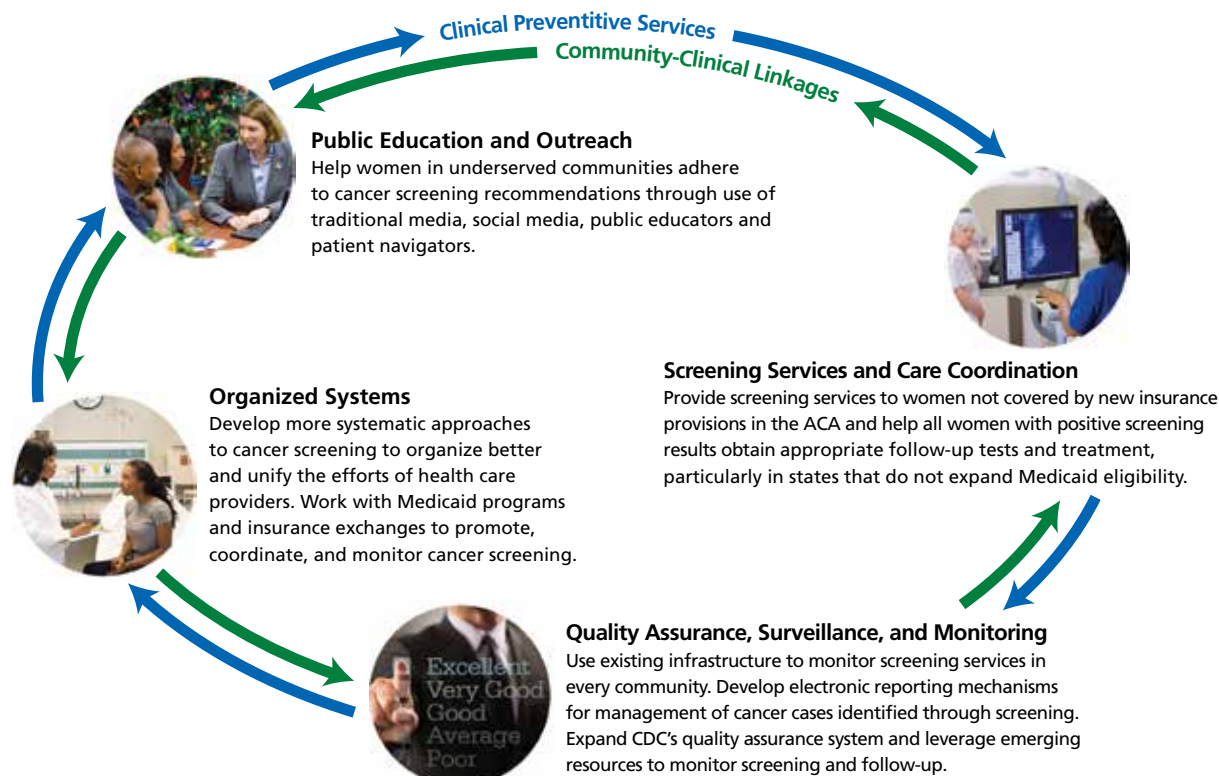 Clinical Preventitive Services
Community-Clinical Linkages
Public Education and Outreach
Help women in underserved communities adhere
to cancer screening recommendations through use of
traditional media, social media, public educators and
patient navigators.
Screening Services and Care Coordination
Provide screening services to women not covered by new insurance
provisions in the ACA and help all women with positive screening
results obtain appropriate follow-up tests and treatment,
particularly in states that do not expand Medicaid eligibility.
Organized Systems
Develop more systematic approaches
to cancer screening to organize better
and unify the efforts of health care
providers. Work with Medicaid programs
and insurance exchanges to promote,
coordinate, and monitor cancer screening.
Quality Assurance, Surveillance, and Monitoring
Use existing infrastructure to monitor screening services in
every community. Develop electronic reporting mechanisms
for management of cancer cases identified through screening.
Expand CDC's quality assurance system and leverage emerging
resources to monitor screening and follow-up.
Excellent
Very Good
Good
Average
Poor